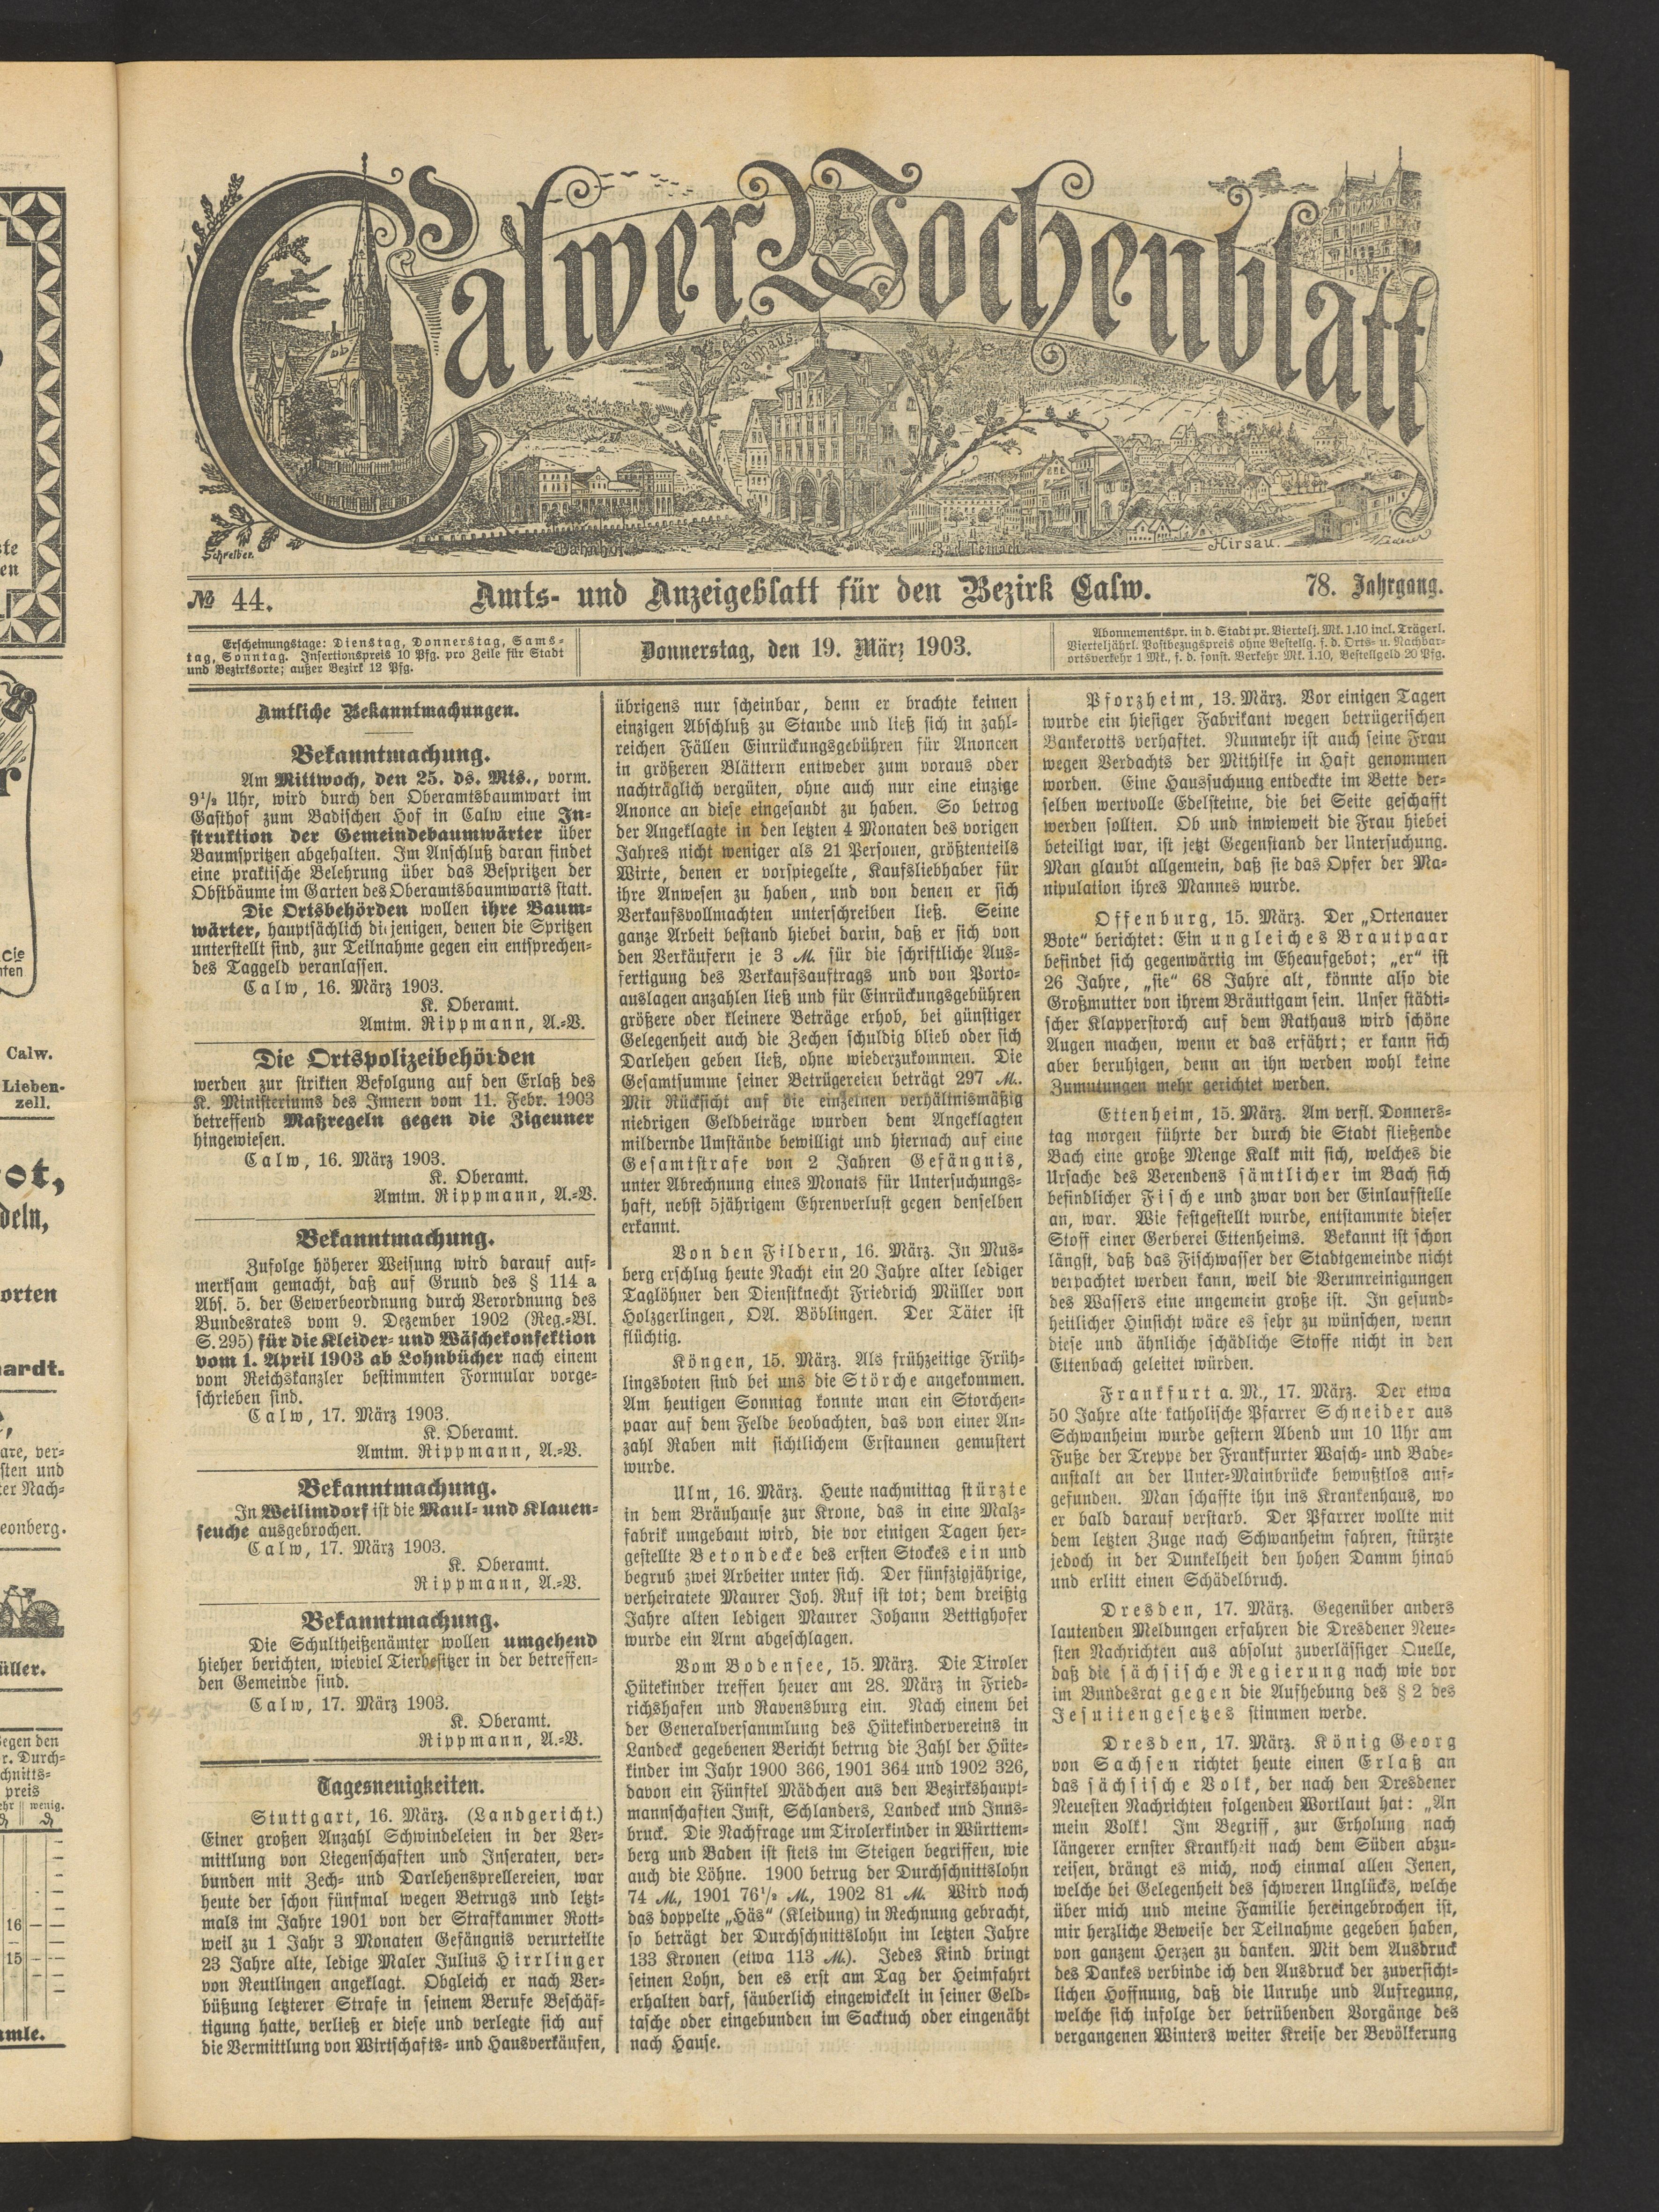 Calwer Wochenblatt
Rathhaus.
Schreiber.
Bahnhof
Bad Teinach
Hirsau.
№ 44.
Amts- und Anzeigeblatt für den Bezirk Calw.
78. Jahrgang.
Erscheinungstage: Dienstag, Donnerstag, Sams-
tag, Sonntag. Insertionspreis 10 Pfg. pro Zeile für Stadt
und Bezirksorte; außer Bezirk 12 Pfg.
Donnerstag, den 19. März 1903.
Abonnementspr. in d. Stadt pr. Viertelj. Mk. 1.10 incl. Trägerl.
Vierteljährl. Postbezugspreis ohne Bestellg. f. d. Orts- u. Nachbar-
ortsverkehr 1 Mk., f. d. sonst. Verkehr Mk. 1.10, Bestellgeld 20 Pfg.
Amtliche Bekanntmachungen.
Bekanntmachung.
Am Mittwoch, den 25. ds. Mts., vorm.
9½ Uhr, wird durch den Oberamtsbaumwart im
Gasthof zum Badischen Hof in Calw eine In-
struktion der Gemeindebaumwärter über
Baumspritzen abgehalten. Im Anschluß daran findet
eine praktische Belehrung über das Bespritzen der
Obstbäume im Garten des Oberamtsbaumwarts statt.
Die Ortsbehörden wollen ihre Baum-
wärter, hauptsächlich diejenigen, denen die Spritzen
unterstellt sind, zur Teilnahme gegen ein entsprechen-
des Taggeld veranlassen.
Calw, 16. März 1903.
K. Oberamt.
Amtm. Rippmann, A.-V.
Die Ortspolizeibehörden
werden zur strikten Befolgung auf den Erlaß des
K. Ministeriums des Innern vom 11. Febr. 1903
betreffend Maßregeln gegen die Zigeuner
hingewiesen.
Calw, 16. März 1903.
K. Oberamt.
Amtm. Rippmann, A.-V.
Bekanntmachung.
Zufolge höherer Weisung wird darauf auf-
merksam gemacht, daß auf Grund des § 114 a
Abs. 5. der Gewerbeordnung durch Verordnung des
Bundesrates vom 9. Dezember 1902 (Reg.-Bl.
S. 295) für die Kleider- und Wäschekonfektion
vom 1. April 1903 ab Lohnbücher nach einem
vom Reichskanzler bestimmten Formular vorge-
schrieben sind.
Calw, 17. März 1903.
K. Oberamt.
Amtm. Rippmann, A.-V.
Bekanntmachung.
In Weilimdorf ist die Maul- und Klauen-
seuche ausgebrochen.
Calw, 17. März 1903.
K. Oberamt.
Rippmann, A.-V.
Bekanntmachung.
Die Schultheißenämter wollen umgehend
hieher berichten, wieviel Tierbesitzer in der betreffen-
den Gemeinde sind.
Calw, 17. März 1903.
K. Oberamt.
Rippmann, A.-V.
Tagesneuigkeiten.
Stuttgart, 16. März. (Landgericht.)
Einer großen Anzahl Schwindeleien in der Ver-
mittlung von Liegenschaften und Inseraten, ver-
bunden mit Zech- und Darlehensprellereien, war
heute der schon fünfmal wegen Betrugs und letzt-
mals im Jahre 1901 von der Strafkammer Rott-
weil zu 1 Jahr 3 Monaten Gefängnis verurteilte
23 Jahre alte, ledige Maler Julius Hirrlinger
von Reutlingen angeklagt. Obgleich er nach Ver-
büßung letzterer Strafe in seinem Berufe Beschäf-
tigung hatte, verließ er diese und verlegte sich auf
die Vermittlung von Wirtschafts- und Hausverkäufen,
übrigens nur scheinbar, denn er brachte keinen
einzigen Abschluß zu Stande und ließ sich in zahl-
reichen Fällen Einrückungsgebühren für Anoncen
in größeren Blättern entweder zum voraus oder
nachträglich vergüten, ohne auch nur eine einzige
Anonce an diese eingesandt zu haben. So betrog
der Angeklagte in den letzten 4 Monaten des vorigen
Jahres nicht weniger als 21 Personen, größtenteils
Wirte, denen er vorspiegelte, Kaufsliebhaber für
ihre Anwesen zu haben, und von denen er sich
Verkaufsvollmachten unterschreiben ließ. Seine
ganze Arbeit bestand hiebei darin, daß er sich von
den Verkäufern je 3 M. für die schriftliche Aus-
fertigung des Verkaufsauftrags und von Porto-
auslagen anzahlen ließ und für Einrückungsgebühren
größere oder kleinere Beträge erhob, bei günstiger
Gelegenheit auch die Zechen schuldig blieb oder sich
Darlehen geben ließ, ohne wiederzukommen. Die
Gesamtsumme seiner Betrügereien beträgt 297 M.
Mit Rücksicht auf die einzelnen verhältnismäßig
niedrigen Geldbeträge wurden dem Angeklagten
mildernde Umstände bewilligt und hiernach auf eine
Gesamtstrafe von 2 Jahren Gefängnis,
unter Abrechnung eines Monats für Untersuchungs-
haft, nebst 5jährigem Ehrenverlust gegen denselben
erkannt.
Von den Fildern, 16. März. In Mus-
berg erschlug heute Nacht ein 20 Jahre alter lediger
Taglöhner den Dienstknecht Friedrich Müller von
Holzgerlingen, OA. Böblingen. Der Täter ist
flüchtig.
Köngen, 15. März. Als frühzeitige Früh-
lingsboten sind bei uns die Störche angekommen.
Am heutigen Sonntag konnte man ein Storchen-
paar auf dem Felde beobachten, das von einer An-
zahl Raben mit sichtlichem Erstaunen gemustert
wurde.
Ulm, 16. März. Heute nachmittag stürzte
in dem Bräuhause zur Krone, das in eine Malz-
fabrik umgebaut wird, die vor einigen Tagen her-
gestellte Betondecke des ersten Stockes ein und
begrub zwei Arbeiter unter sich. Der fünfzigjährige,
verheiratete Maurer Joh. Ruf ist tot; dem dreißig
Jahre alten ledigen Maurer Johann Bettighofer
wurde ein Arm abgeschlagen.
Vom Bodensee, 15. März. Die Tiroler
Hütekinder treffen heuer am 28. März in Fried-
richshafen und Ravensburg ein. Nach einem bei
der Generalversammlung des Hütekindervereins in
Landeck gegebenen Bericht betrug die Zahl der Hüte-
kinder im Jahr 1900 366, 1901 364 und 1902 326,
davon ein Fünftel Mädchen aus den Bezirkshaupt-
mannschaften Imst, Schlanders, Landeck und Inns-
bruck. Die Nachfrage um Tirolerkinder in Württem-
berg und Baden ist stets im Steigen begriffen, wie
auch die Löhne. 1900 betrug der Durchschnittslohn
74 M., 1901 76½ M., 1902 81 M. Wird noch
das doppelte „Häs“ (Kleidung) in Rechnung gebracht,
so beträgt der Durchschnittslohn im letzten Jahre
133 Kronen (etwa 113 M.). Jedes Kind bringt
seinen Lohn, den es erst am Tag der Heimfahrt
erhalten darf, säuberlich eingewickelt in seiner Geld-
tasche oder eingebunden im Sacktuch oder eingenäht
nach Hause.
Pforzheim, 13. März. Vor einigen Tagen
wurde ein hiesiger Fabrikant wegen betrügerischen
Bankerotts verhaftet. Nunmehr ist auch seine Frau
wegen Verdachts der Mithilfe in Haft genommen
worden. Eine Haussuchung entdeckte im Bette der-
selben wertvolle Edelsteine, die bei Seite geschafft
werden sollten. Ob und inwieweit die Frau hiebei
beteiligt war, ist jetzt Gegenstand der Untersuchung.
Man glaubt allgemein, daß sie das Opfer der Ma-
nipulation ihres Mannes wurde.
Offenburg, 15. März. Der „Ortenauer
Bote“ berichtet: Ein ungleiches Brautpaar
befindet sich gegenwärtig im Eheaufgebot; „er“ ist
26 Jahre, „sie“ 68 Jahre alt, könnte also die
Großmutter von ihrem Bräutigam sein. Unser städti-
scher Klapperstorch auf dem Rathaus wird schöne
Augen machen, wenn er das erfährt; er kann sich
aber beruhigen, denn an ihn werden wohl keine
Zumutungen mehr gerichtet werden.
Ettenheim, 15. März. Am verfl. Donners-
tag morgen führte der durch die Stadt fließende
Bach eine große Menge Kalk mit sich, welches die
Ursache des Verendens sämtlicher im Bach sich
befindlicher Fische und zwar von der Einlaufstelle
an, war. Wie festgestellt wurde, entstammte dieser
Stoff einer Gerberei Ettenheims. Bekannt ist schon
längst, daß das Fischwasser der Stadtgemeinde nicht
verpachtet werden kann, weil die Verunreinigungen
des Wassers eine ungemein große ist. In gesund-
heitlicher Hinsicht wäre es sehr zu wünschen, wenn
diese und ähnliche schädliche Stoffe nicht in den
Ettenbach geleitet würden.
Frankfurt a. M., 17. März. Der etwa
50 Jahre alte katholische Pfarrer Schneider aus
Schwanheim wurde gestern Abend um 10 Uhr am
Fuße der Treppe der Frankfurter Wasch- und Bade-
anstalt an der Unter-Mainbrücke bewußtlos auf-
gefunden. Man schaffte ihn ins Krankenhaus, wo
er bald darauf verstarb. Der Pfarrer wollte mit
dem letzten Zuge nach Schwanheim fahren, stürzte
jedoch in der Dunkelheit den hohen Damm hinab
und erlitt einen Schädelbruch.
Dresden, 17. März. Gegenüber anders
lautenden Meldungen erfahren die Dresdener Neue-
sten Nachrichten aus absolut zuverlässiger Quelle,
daß die sächsische Regierung nach wie vor
im Bundesrat gegen die Aufhebung des § 2 des
Jesuitengesetzes stimmen werde.
Dresden, 17. März. König Georg
von Sachsen richtet heute einen Erlaß an
das sächsische Volk, der nach den Dresdener
Neuesten Nachrichten folgenden Wortlaut hat: „An
mein Volk! Im Begriff, zur Erholung nach
längerer ernster Krankheit nach dem Süden abzu-
reisen, drängt es mich, noch einmal allen Jenen,
welche bei Gelegenheit des schweren Unglücks, welche
über mich und meine Familie hereingebrochen ist,
mir herzliche Beweise der Teilnahme gegeben haben,
von ganzem Herzen zu danken. Mit dem Ausdruck
des Dankes verbinde ich den Ausdruck der zuversicht-
lichen Hoffnung, daß die Unruhe und Aufregung,
welche sich infolge der betrübenden Vorgänge des
vergangenen Winters weiter Kreise der Bevölkerung